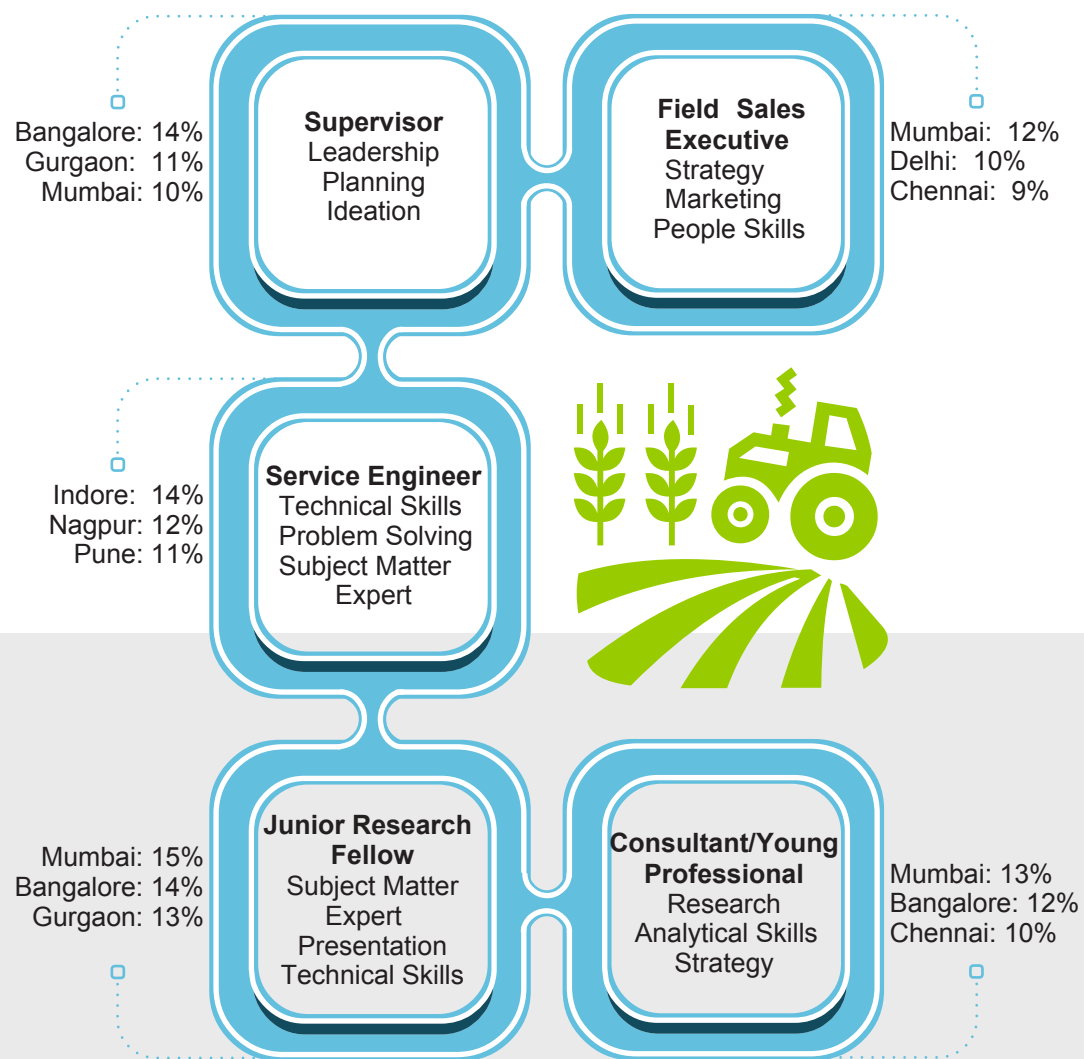 Bangalore: 14%
Gurgaon: 11%
Mumbai: 10%
Supervisor
Leadership
Planning
Ideation
Field Sales
Executive
Strategy
Marketing
People Skills
Mumbai: 12%
Delhi: 10%
Chennai: 9%
Indore: 14%
Nagpur: 12%
Pune: 11%
Service Engineer
Technical Skills
Problem Solving
Subject Matter
Expert
Mumbai: 15%
Bangalore: 14%
Gurgaon: 13%
Junior Research
Fellow
Subject Matter
Expert
Presentation
Technical Skills
Consultant/Young
Professional
Research
Analytical Skills
Strategy
Mumbai: 13%
Bangalore: 12%
Chennai: 10%